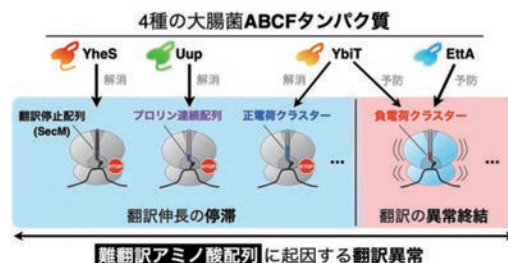 4種の大腸菌ABCFタンパク質
YheS Uup YbiT EttA
解消 解消 解消 予防 予防
翻訳停止配列 プロリン連続配列 正電荷クラスター 負電荷クラスター
(SecM)
STOP STOP STOP
... ...
翻訳伸長の停滞 翻訳の異常終結
難翻訳アミノ酸配列に起因する翻訳異常